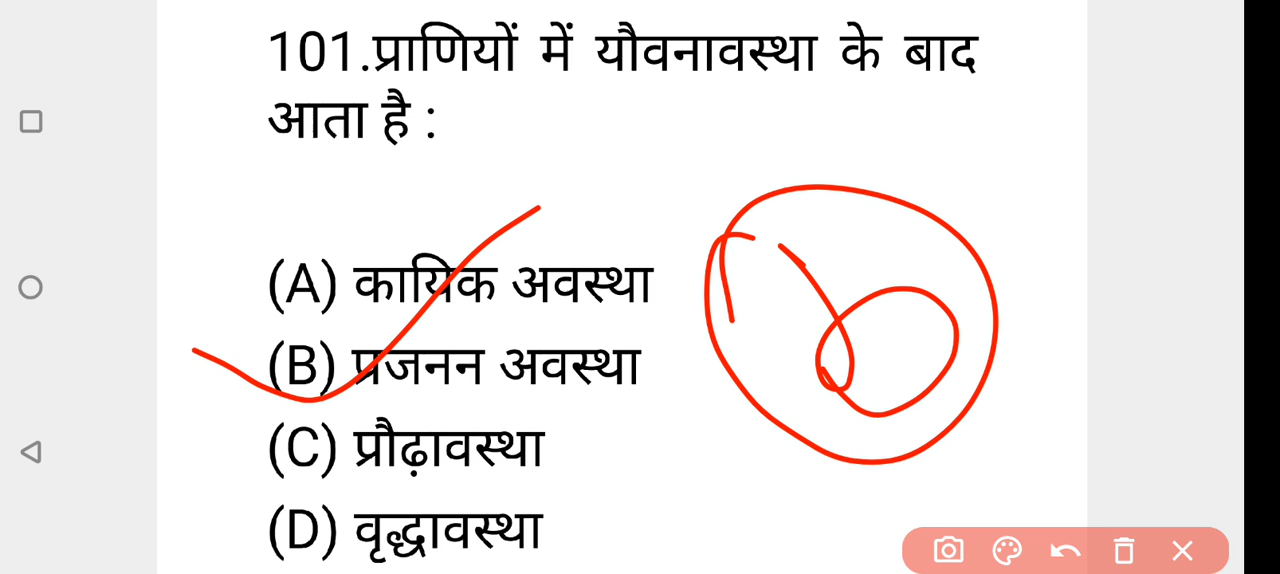 101.प्राणियों में यौवनावस्था के बाद
आता है :
(A) कायिक अवस्था
(B) प्रजनन अवस्था
(C) प्रौढ़ावस्था
(D) वृद्धावस्था